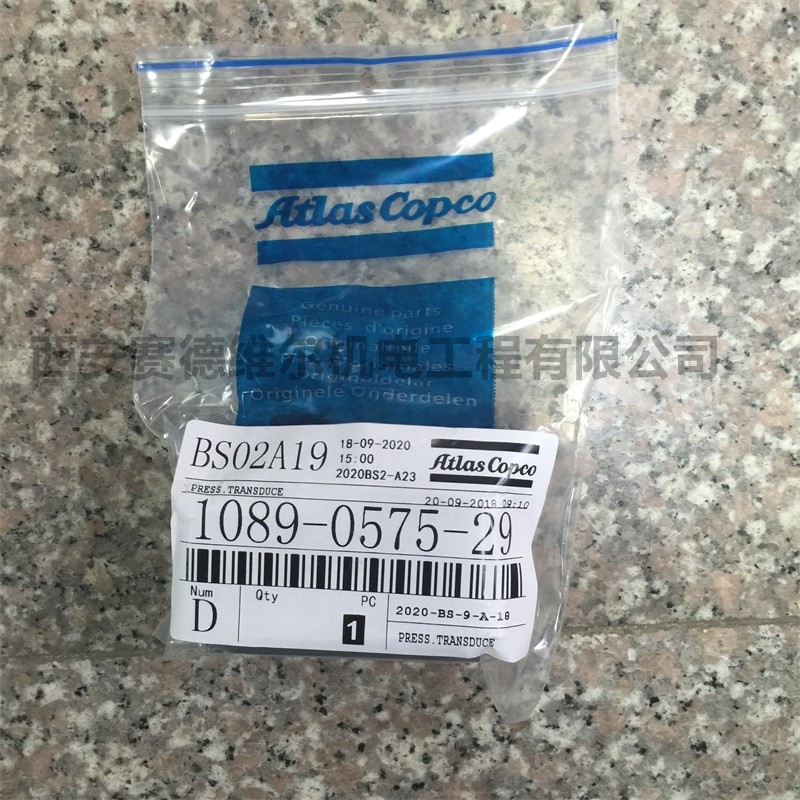 Atlas Copco
Genuine parts
Pièces d'origine
西安赛德维尔机电工程有限公司
Originele Onderdelen
BS02A19
18-09-2020
15:00
2020BS2-A23
Atlas Copco
PRESS.TRANSDUCE
20-09-2018 09:10
1089-0575-29
Num
D
Qty
PC
1
2020-BS-9-A-18
PRESS.TRANSDUCE